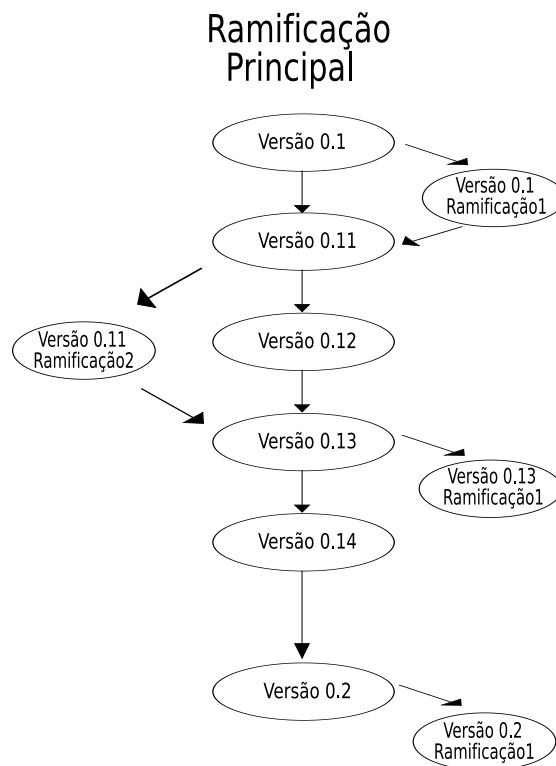 Ramificação
Principal
Versão 0.1
Versão 0.1
Ramificação1
Versão 0.11
Versão 0.11
Ramificação2
Versão 0.12
Versão 0.13
Versão 0.13
Ramificação1
Versão 0.14
Versão 0.2
Versão 0.2
Ramificação1